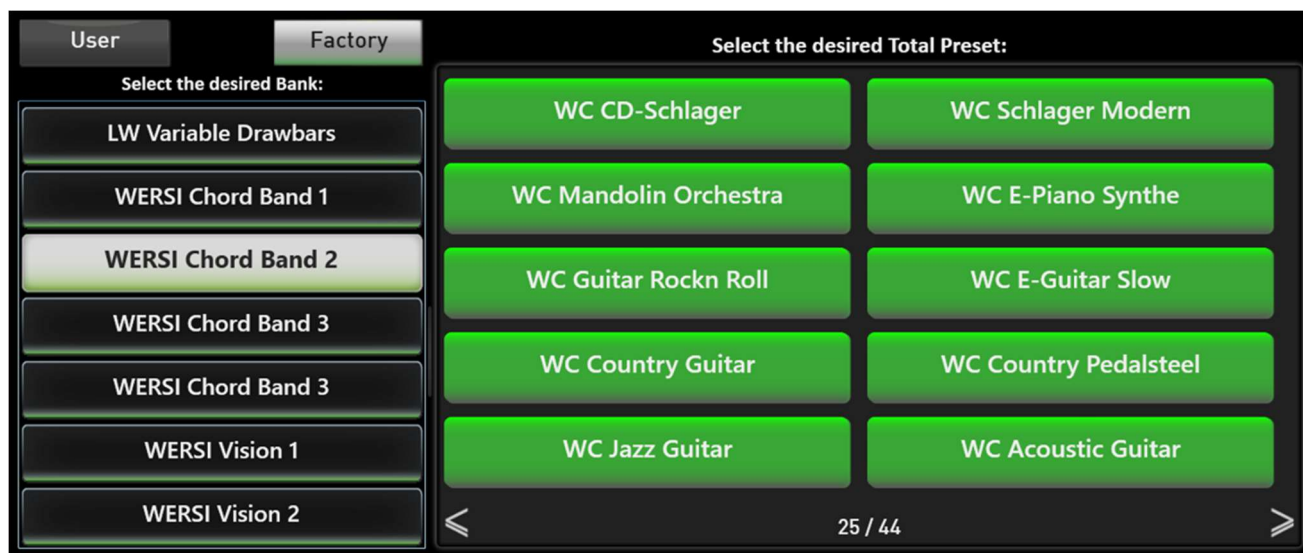 User
Factory
Select the desired Bank:
LW Variable Drawbars
WERSI Chord Band 1
WERSI Chord Band 2
WERSI Chord Band 3
WERSI Chord Band 3
WERSI Vision 1
WERSI Vision 2
Select the desired Total Preset:
WC CD-Schlager
WC Schlager Modern
WC Mandolin Orchestra
WC E-Piano Synthe
WC Guitar Rockn Roll
WC E-Guitar Slow
WC Country Guitar
WC Country Pedalsteel
WC Jazz Guitar
WC Acoustic Guitar
25 / 44